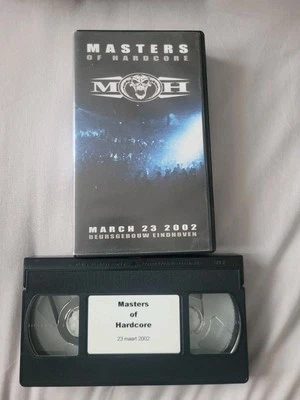 MASTERS
OF HARDCORE
M H
MARCH 23 2002
BEURSGEBOUW EINDHOVEN
Masters
of
Hardcore
23 maart 2002